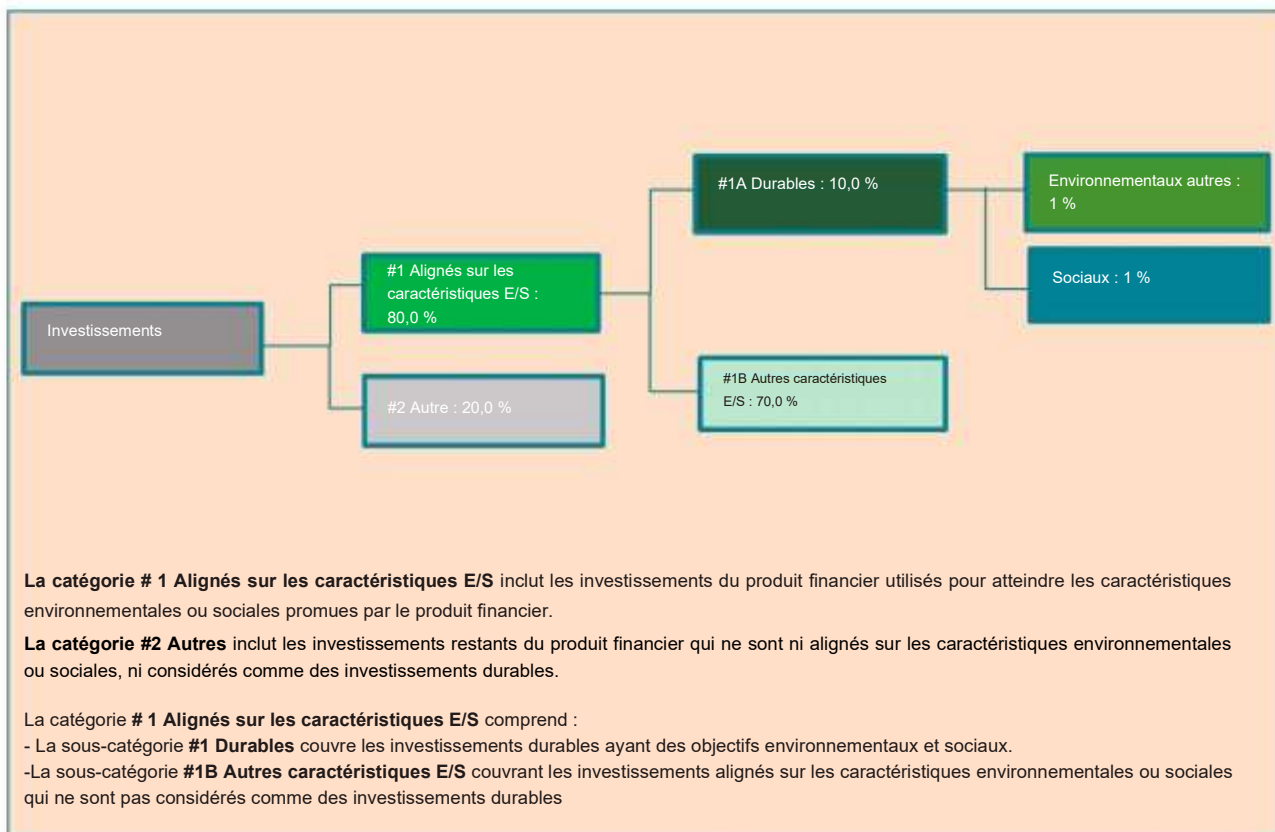 #1A Durables : 10,0 %
Environnementaux autres :
1 %
#1 Alignés sur les
caractéristiques E/S :
80,0 %
Sociaux : 1 %
Investissements
#2 Autre : 20,0 %
#1B Autres caractéristiques
E/S : 70,0 %
La catégorie # 1 Alignés sur les caractéristiques E/S inclut les investissements du produit financier utilisés pour atteindre les caractéristiques
environnementales ou sociales promues par le produit financier.
La catégorie #2 Autres inclut les investissements restants du produit financier qui ne sont ni alignés sur les caractéristiques environnementales
ou sociales, ni considérés comme des investissements durables.
La catégorie # 1 Alignés sur les caractéristiques E/S comprend :
- La sous-catégorie #1 Durables couvre les investissements durables ayant des objectifs environnementaux et sociaux.
-La sous-catégorie #1B Autres caractéristiques E/S couvrant les investissements alignés sur les caractéristiques environnementales ou sociales
qui ne sont pas considérés comme des investissements durables